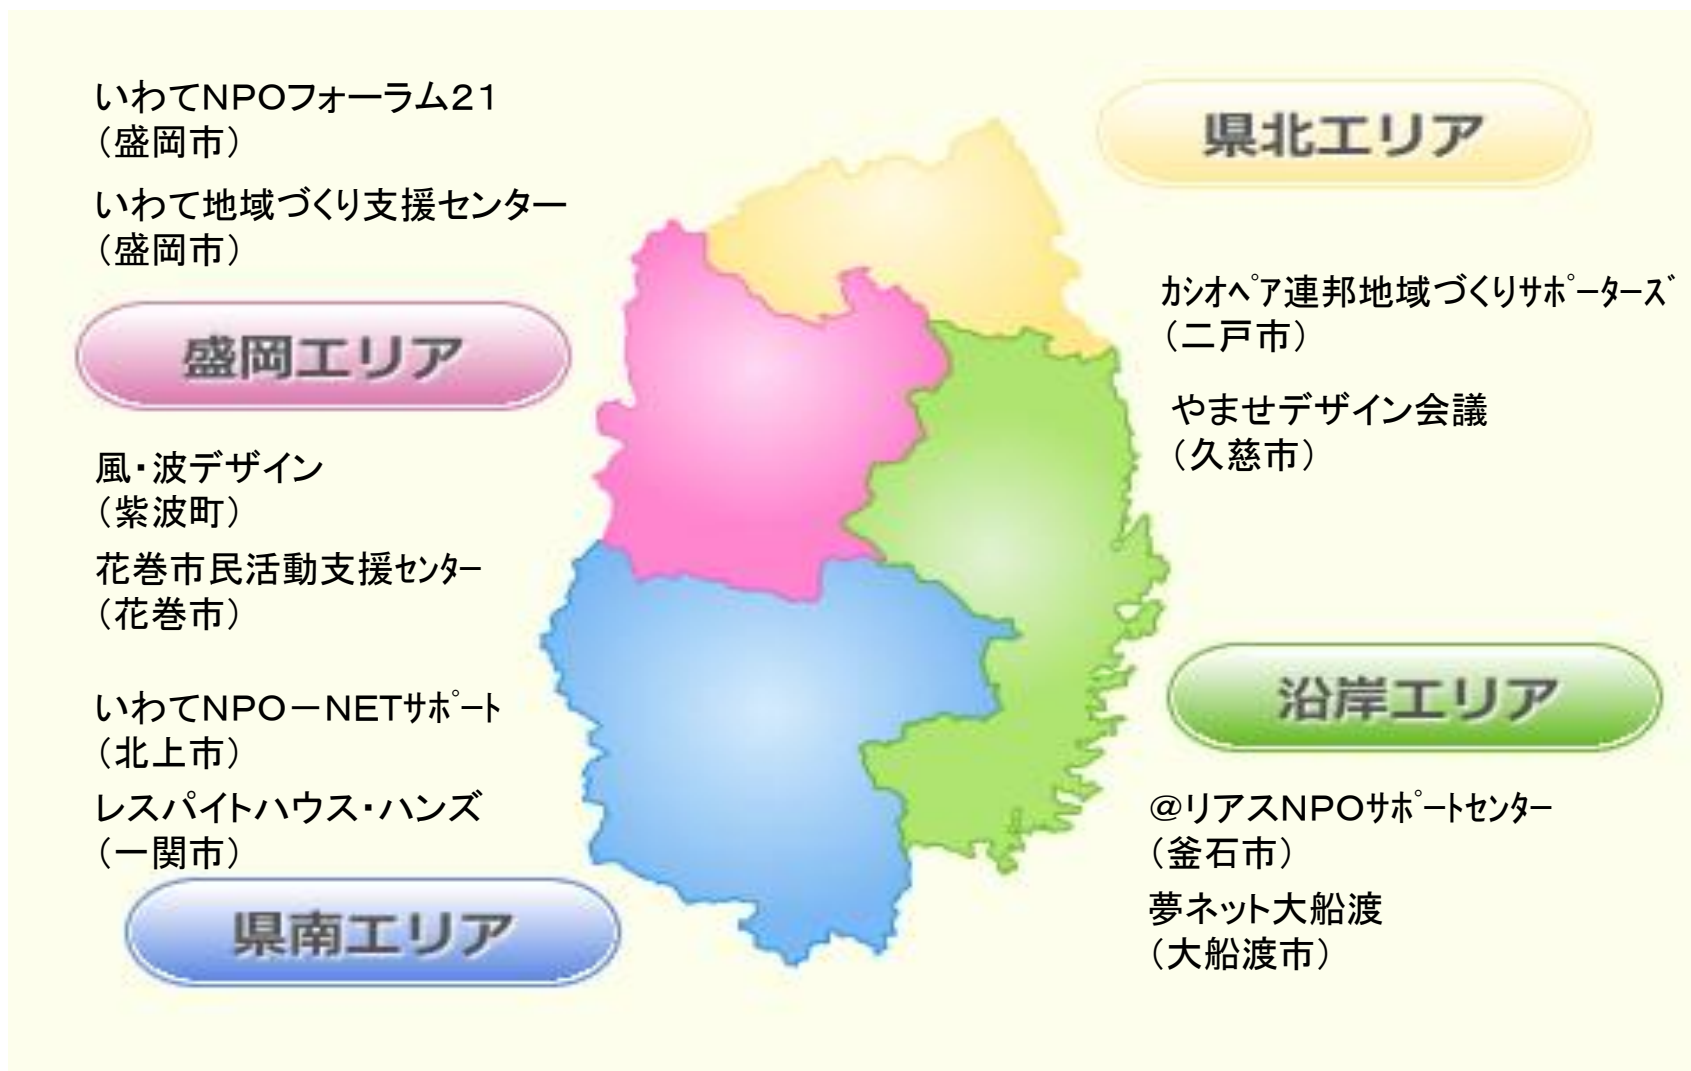 いわてNPOフォーラム21
（盛岡市）
いわて地域づくり支援センター
（盛岡市）
盛岡エリア
風・波デザイン
（紫波町）
花巻市民活動支援ｾﾝﾀｰ
（花巻市）
いわてNPO－NETｻﾎﾟｰﾄ
（北上市）
レスパイトハウス・ハンズ
（一関市）
県南エリア
県北エリア
ｶｼｵﾍﾟｱ連邦地域づくりｻﾎﾟｰﾀｰｽﾞ
（二戸市）
やませデザイン会議
（久慈市）
沿岸エリア
＠リアスNPOｻﾎﾟｰﾄｾﾝﾀｰ
（釜石市）
夢ネット大船渡
（大船渡市）